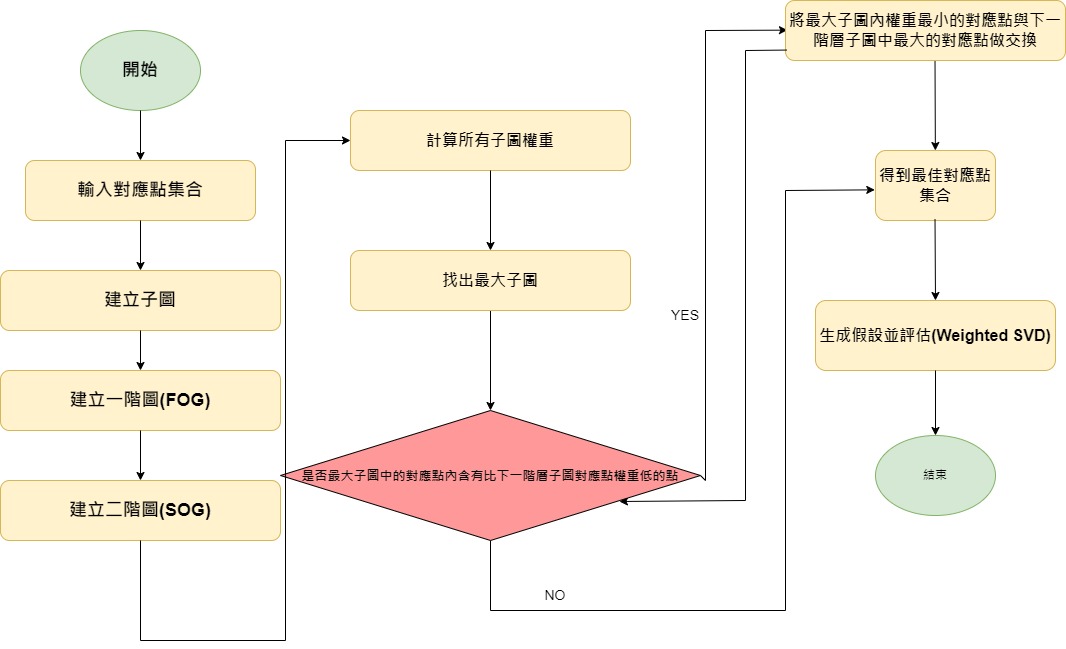 開始
輸入對應點集合
建立子圖
建立一階圖(FOG)
建立二階圖(SOG)
計算所有子圖權重
找出最大子圖
是否最大子圖中的對應點內含有比下一階層子圖對應點權重低的點
YES
NO
將最大子圖內權重最小的對應點與下一
階層子圖中最大的對應點做交換
得到最佳對應點
集合
生成假設並評估(Weighted SVD)
結束